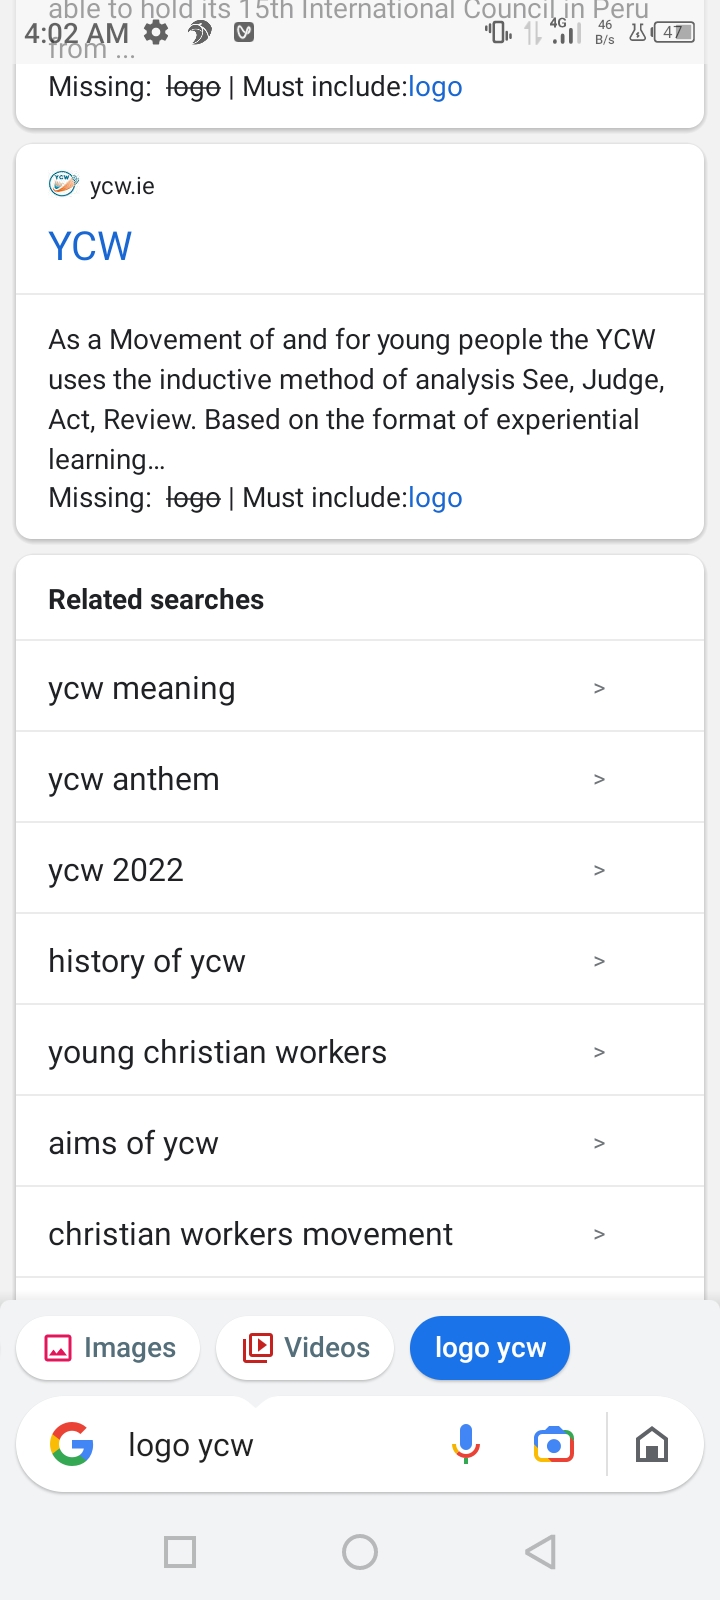 able to hold its 15th International Council in Peru
4:02 AM 4G 46 B/s 47
from ...
Missing: logo | Must include:logo
YCW
ycw.ie
YCW
As a Movement of and for young people the YCW
uses the inductive method of analysis See, Judge,
Act, Review. Based on the format of experiential
learning...
Missing: logo | Must include:logo
Related searches
ycw meaning >
ycw anthem >
ycw 2022 >
history of ycw >
young christian workers >
aims of ycw >
christian workers movement >
Images Videos logo ycw
G logo ycw